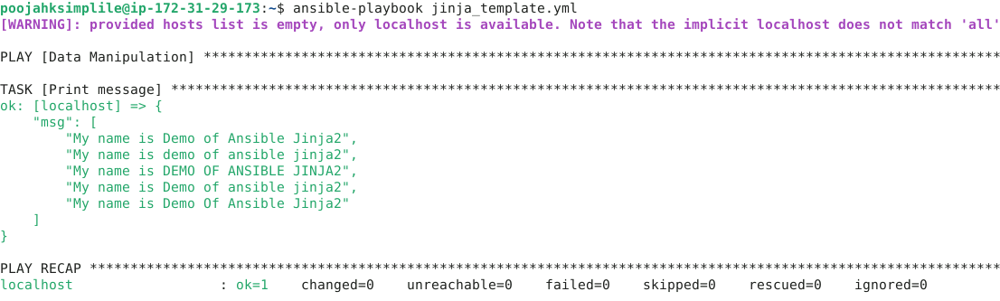 poojahksimplile@ip-172-31-29-173:~$ ansible-playbook jinja_template.yml
[WARNING]: provided hosts list is empty, only localhost is available. Note that the implicit localhost does not match 'all'
PLAY [Data Manipulation] **************************************************************************************************
TASK [Print message] ******************************************************************************************************
ok: [localhost] => {
    "msg": [
        "My name is Demo of Ansible Jinja2",
        "My name is demo of ansible jinja2",
        "My name is DEMO OF ANSIBLE JINJA2",
        "My name is Demo of ansible jinja2",
        "My name is Demo Of Ansible Jinja2"
    ]
}
PLAY RECAP ****************************************************************************************************************
localhost                  : ok=1    changed=0    unreachable=0    failed=0    skipped=0    rescued=0    ignored=0